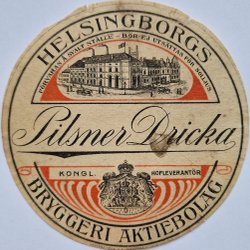 HELSINGBORGS
FÖRVARAS Å SVALT STÄLLE - BÖR EJ UTSÄTTAS FÖR SOLLJUS
Pilsner Dricka
KONGL. HOFLEVERANTÖR
BRYGGERI AKTIEBOLAG